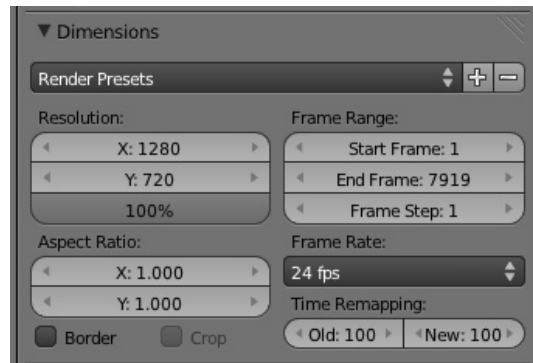 Dimensions
Render Presets
Resolution:
X: 1280
Y: 720
100%
Aspect Ratio:
X: 1.000
Y: 1.000
Border
Crop
Frame Range:
Start Frame: 1
End Frame: 7919
Frame Step: 1
Frame Rate:
24 fps
Time Remapping:
Old: 100
New: 100